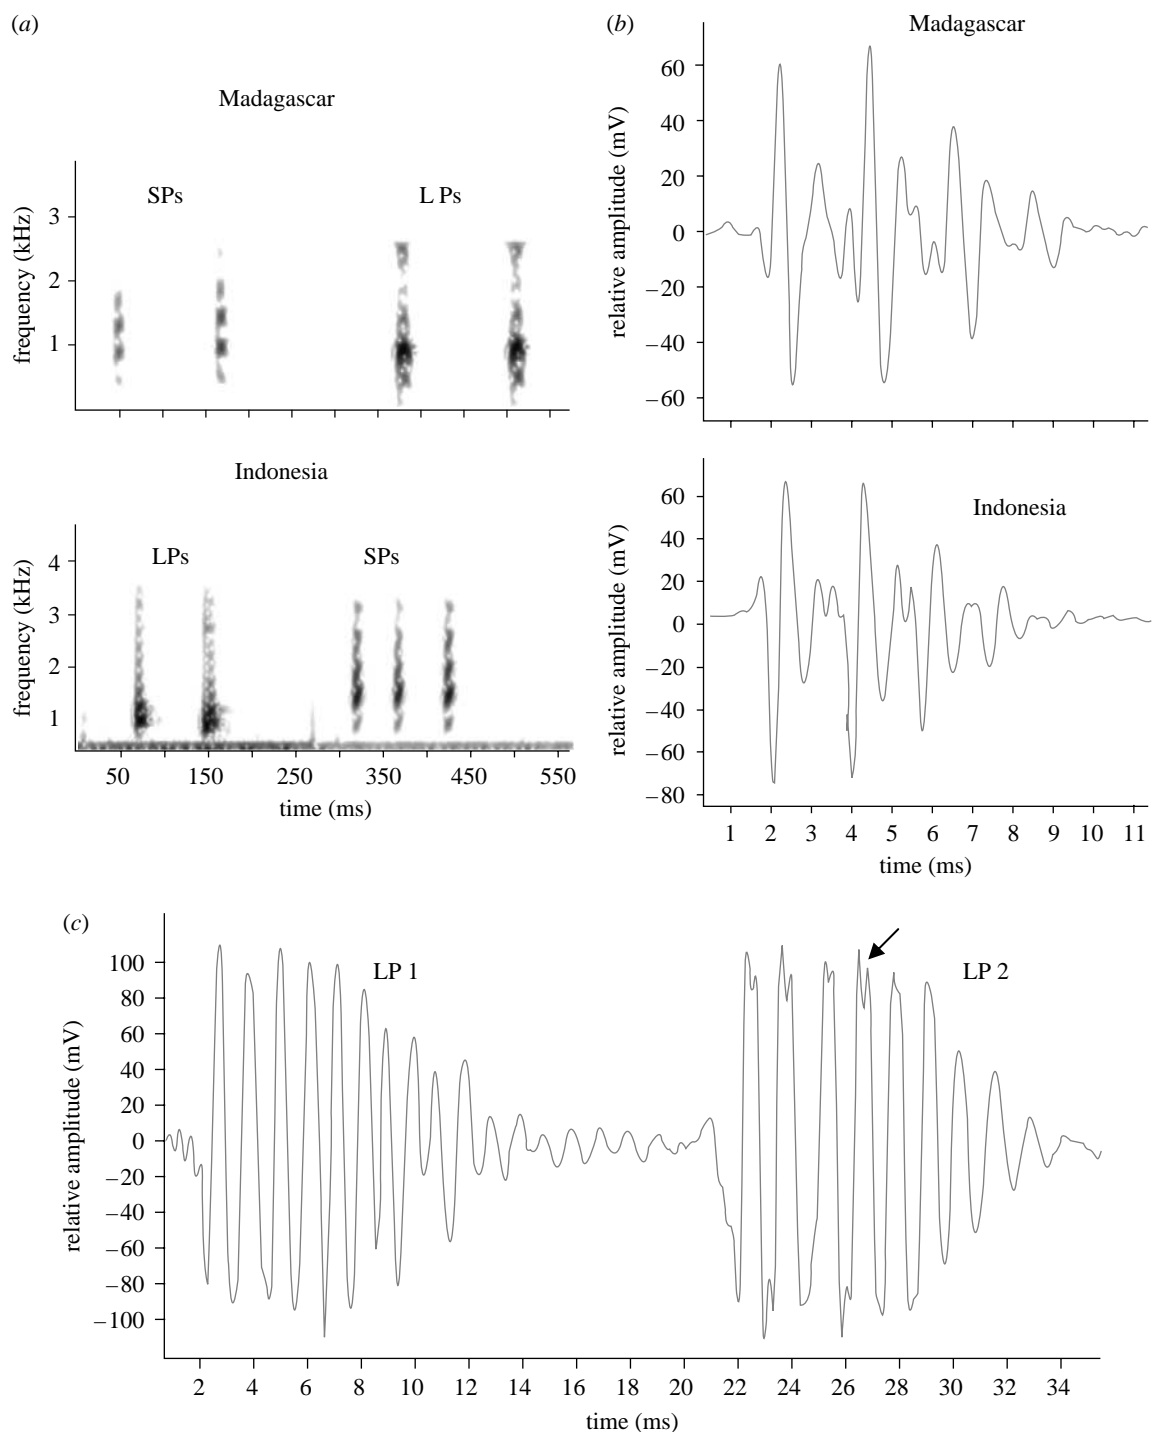 (a)
Madagascar
SPs
L Ps
frequency (kHz)
3
2
1
Indonesia
LPs
SPs
frequency (kHz)
4
3
2
1
50 150 250 350 450 550
time (ms)
(b)
Madagascar
relative amplitude (mV)
60
40
20
0
−20
−40
−60
Indonesia
relative amplitude (mV)
60
40
20
0
−20
−40
−60
−80
1 2 3 4 5 6 7 8 9 10 11
time (ms)
(c)
LP 1
LP 2
relative amplitude (mV)
100
80
60
40
20
0
−20
−40
−60
−80
−100
2 4 6 8 10 12 14 16 18 20 22 24 26 28 30 32 34
time (ms)